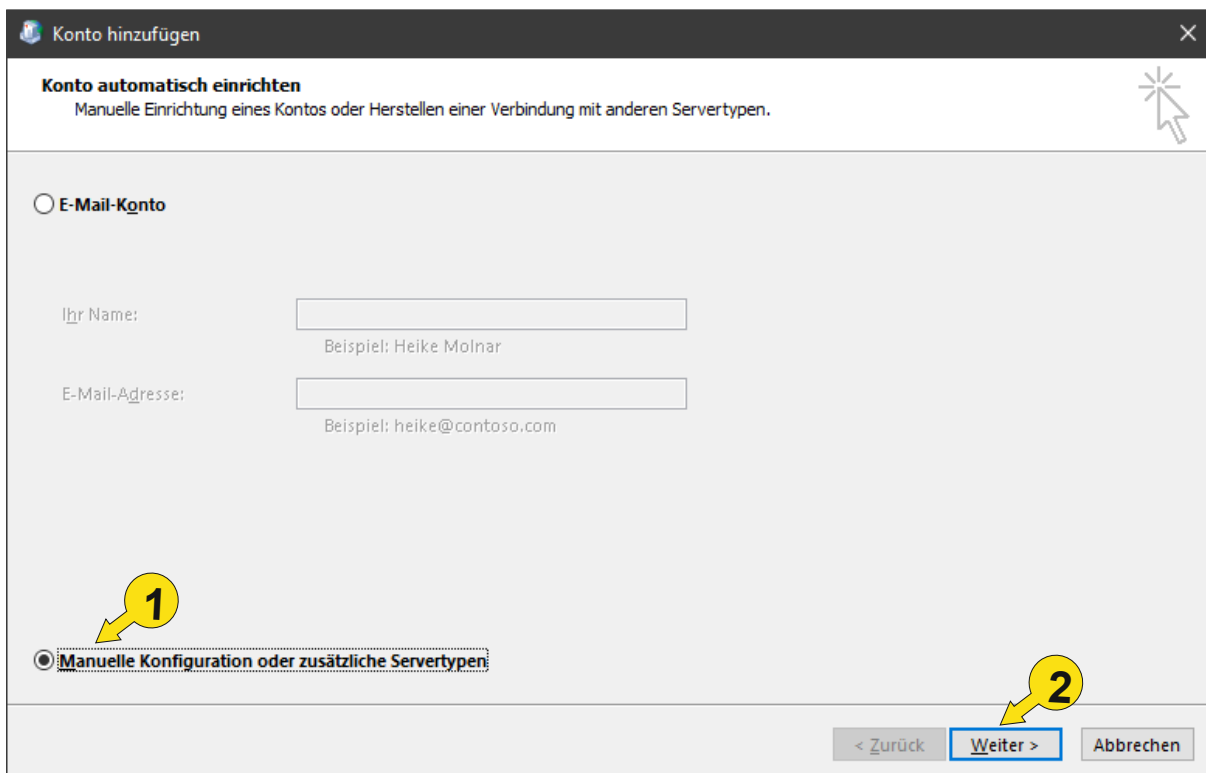 Konto hinzufügen
Konto automatisch einrichten
Manuelle Einrichtung eines Kontos oder Herstellen einer Verbindung mit anderen Servertypen.
E-Mail-Konto
Ihr Name:
Beispiel: Heike Molnar
E-Mail-Adresse:
Beispiel: heike@contoso.com
1
Manuelle Konfiguration oder zusätzliche Servertypen
2
< Zurück Weiter > Abbrechen